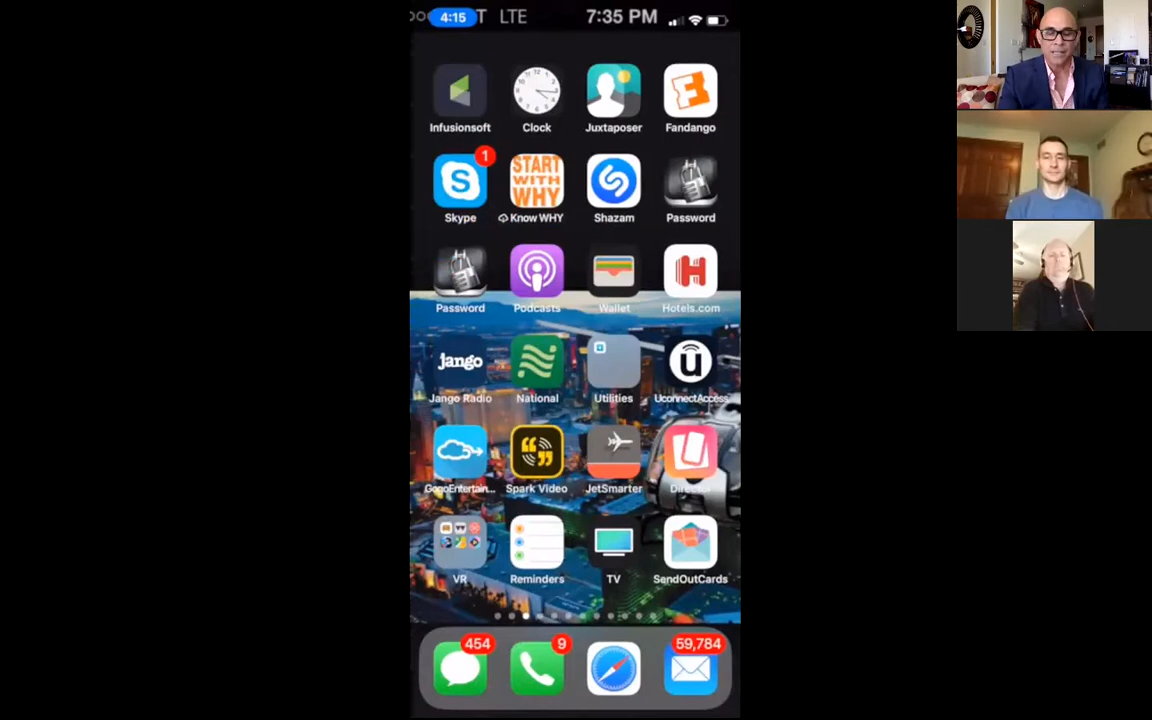 4:15
T LTE
7:35 PM
Infusionsoft
Clock
Juxtaposer
Fandango
1
START WITH WHY
Skype
Know WHY
Shazam
Password
Password
Podcasts
Wallet
Hotels.com
jango
Jango Radio
National
Utilities
UconnectAccess
GogoEntertain...
Spark Video
JetSmarter
VR
Reminders
TV
SendOutCards
454
9
59,784